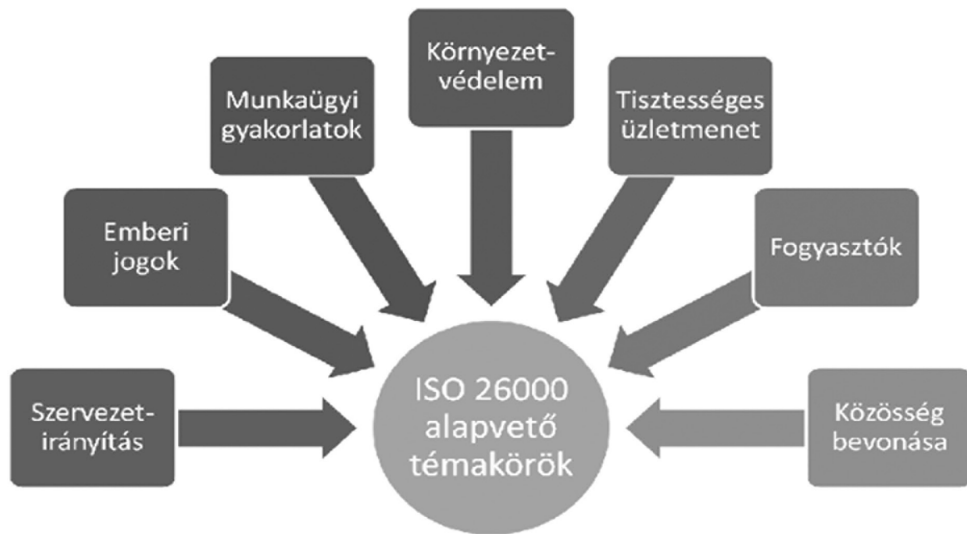 Szervezet-
irányítás
Emberi
jogok
Munkaügyi
gyakorlatok
Környezet-
védelem
Tisztességes
üzletmenet
Fogyasztók
Közösség
bevonása
ISO 26000
alapvető
témakörök